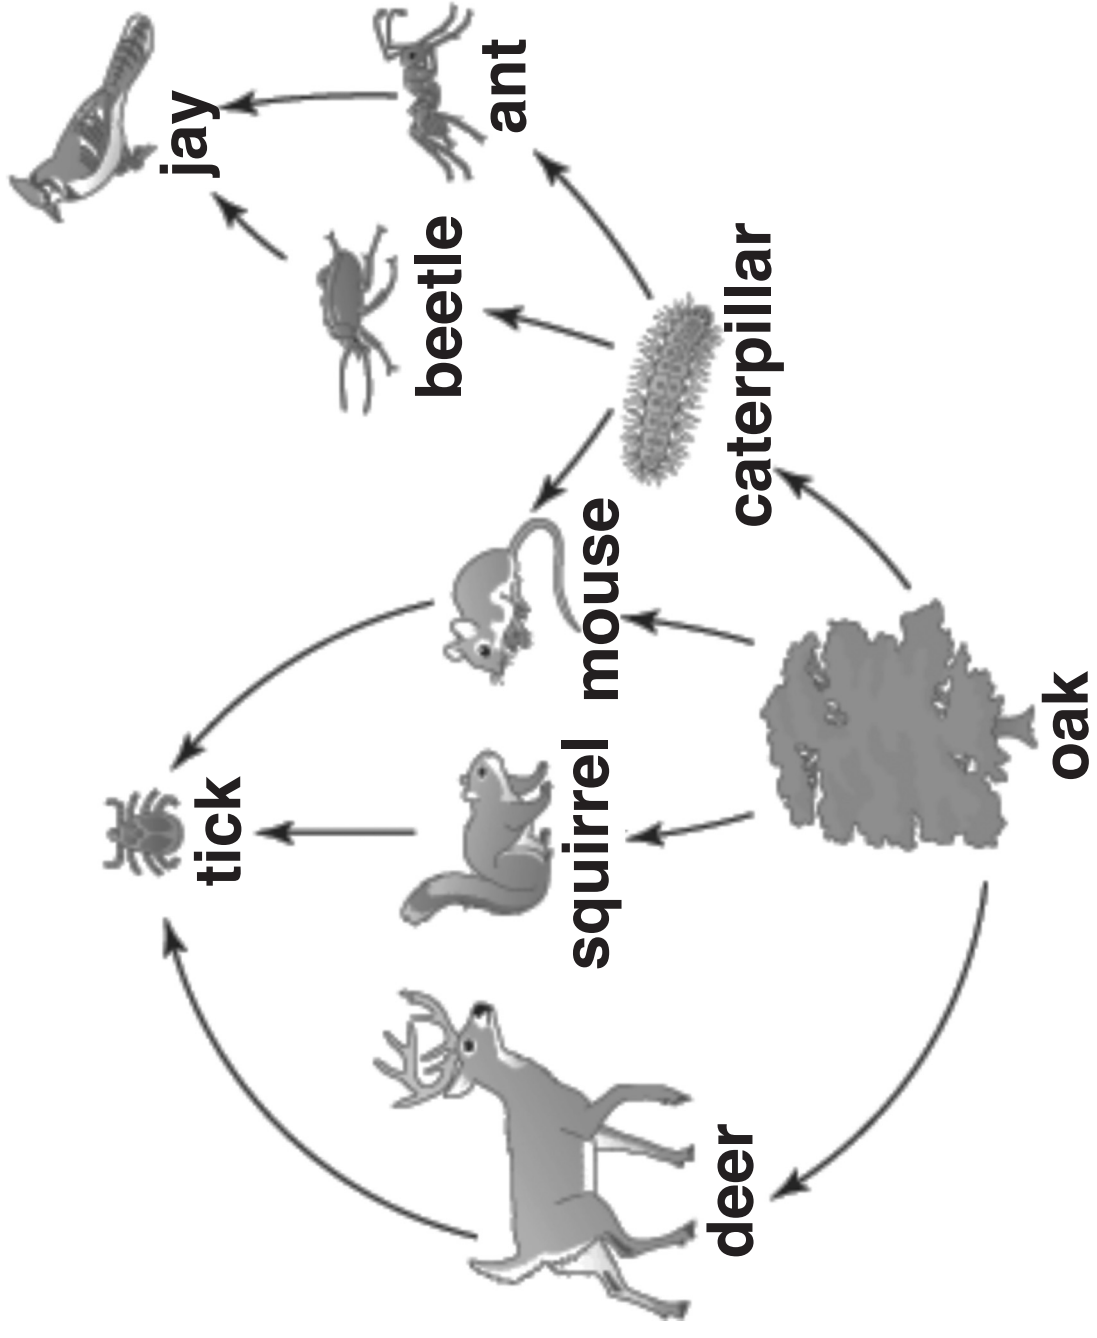 jay
ant
beetle
caterpillar
mouse
tick
squirrel
oak
deer